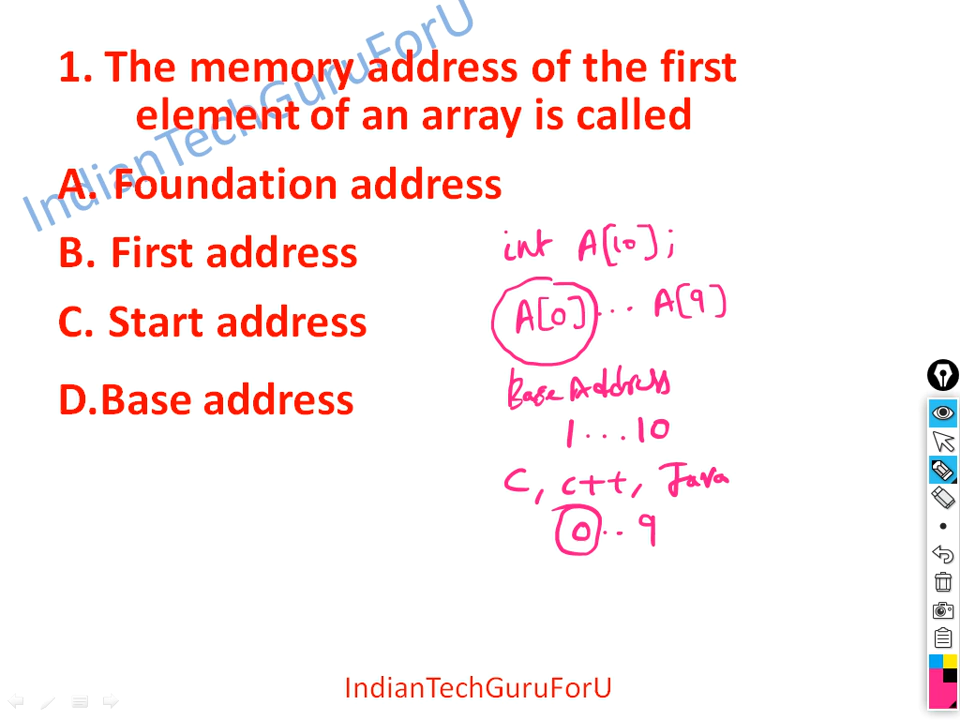 IndianTechGuruForU
1. The memory address of the first
element of an array is called
A. Foundation address
B. First address
C. Start address
D.Base address
int A[10];
A[0] ... A[9]
Base Address
1 ... 10
C, c++, Java
0 .. 9
IndianTechGuruForU